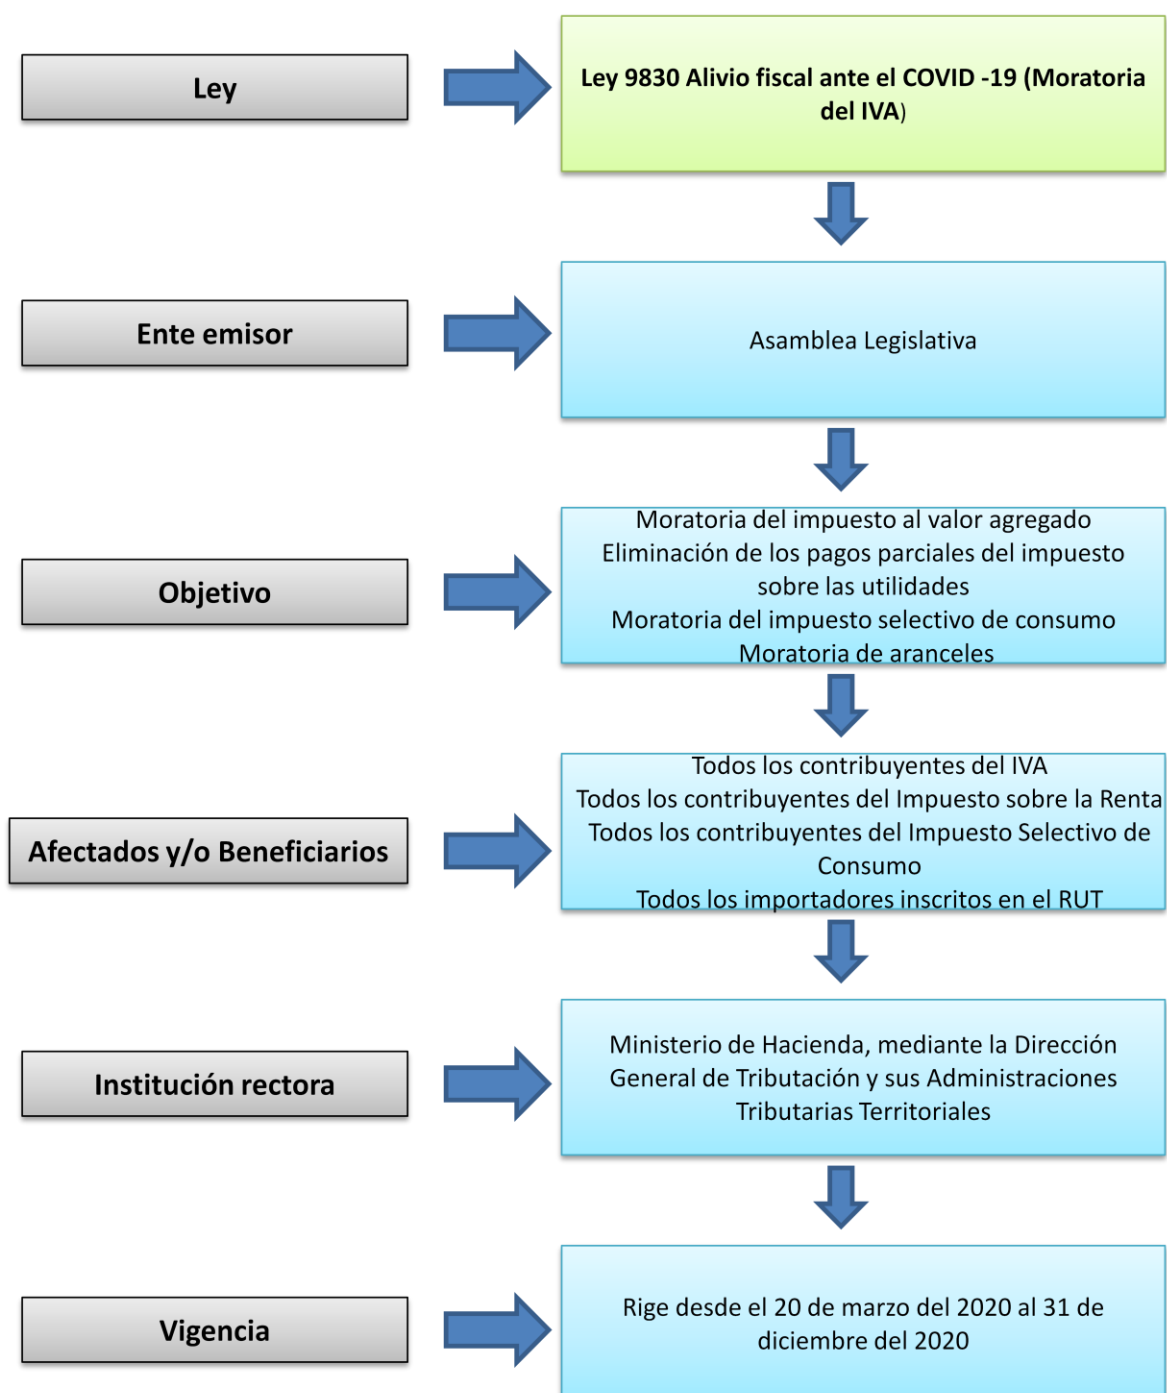 Ley
Ley 9830 Alivio fiscal ante el COVID -19 (Moratoria
del IVA)
Ente emisor
Asamblea Legislativa
Objetivo
Moratoria del impuesto al valor agregado
Eliminación de los pagos parciales del impuesto
sobre las utilidades
Moratoria del impuesto selectivo de consumo
Moratoria de aranceles
Afectados y/o Beneficiarios
Todos los contribuyentes del IVA
Todos los contribuyentes del Impuesto sobre la Renta
Todos los contribuyentes del Impuesto Selectivo de
Consumo
Todos los importadores inscritos en el RUT
Institución rectora
Ministerio de Hacienda, mediante la Dirección
General de Tributación y sus Administraciones
Tributarias Territoriales
Vigencia
Rige desde el 20 de marzo del 2020 al 31 de
diciembre del 2020